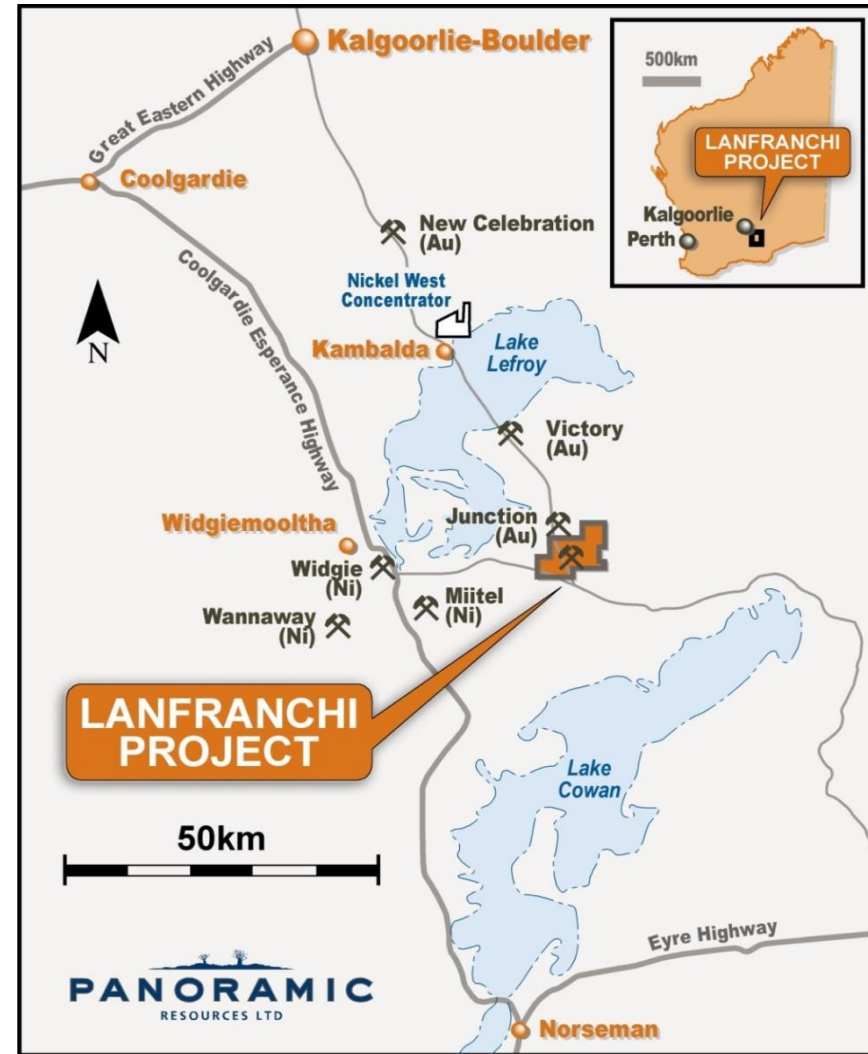 Kalgoorlie-Boulder
Great Eastern Highway
Coolgardie
500km
LANFRANCHI
PROJECT
Kalgoorlie
Perth
New Celebration
(Au)
Nickel West
Concentrator
Coolgardie Esperance Highway
N
Kambalda
Lake
Lefroy
Victory
(Au)
Widgiemooltha
Junction
(Au)
Widgie
(Ni)
Miitel
(Ni)
Wannaway
(Ni)
LANFRANCHI
PROJECT
Lake
Cowan
50km
Eyre Highway
PANORAMIC
RESOURCES LTD
Norseman